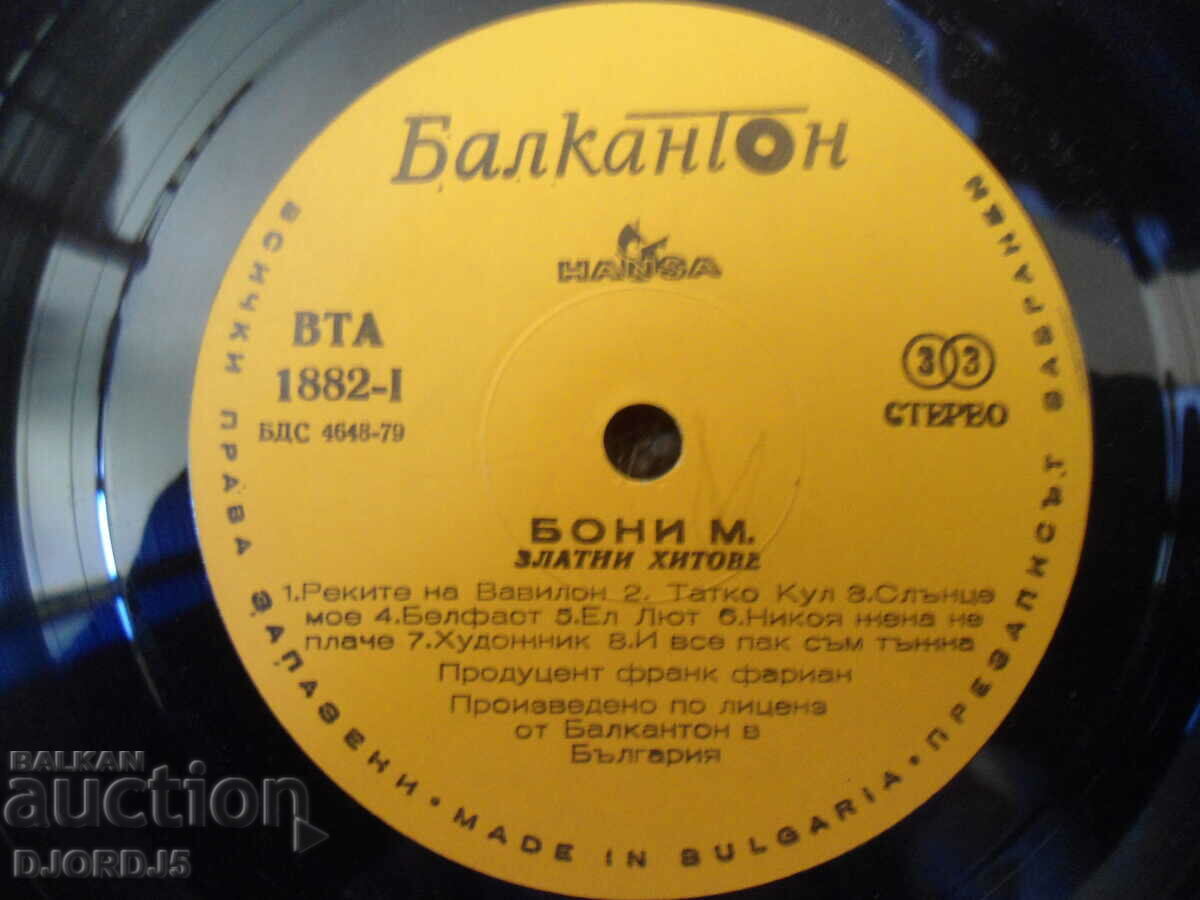 Балкантон
HANSA
ВТА
1882-I
БДС 4648-79
33
СТЕРЕО
БОНИ М.
ЗЛАТНИ ХИТОВЕ
1.Реките на Вавилон 2. Татко Кул 3.Слънце
мое 4.Белфаст 5.Ел Лют 6.Никоя жена не
плаче 7.Художник 8.И все пак съм тъжна
Продуцент франк фариан
Произведено по лиценз
от Балкантон в
България
ВСИЧКИ ПРАВА ЗАПАЗЕНИ • MADE IN BULGARIA • ПРЕЗАПИСЪТ ЗАБРАНЕН
BALKAN
auction
DJORDJ5